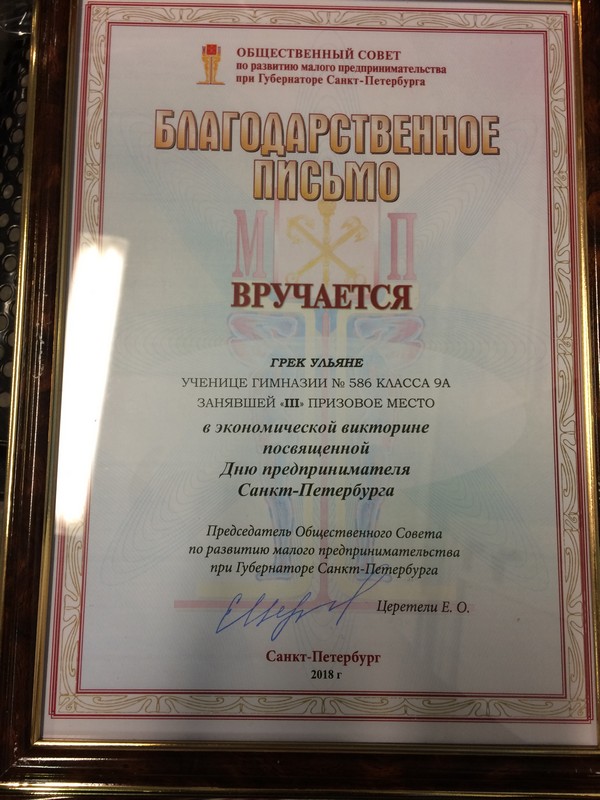 ОБЩЕСТВЕННЫЙ СОВЕТ
по развитию малого предпринимательства
при Губернаторе Санкт-Петербурга
БЛАГОДАРСТВЕННОЕ
ПИСЬМО
М П
ВРУЧАЕТСЯ
ГРЕК УЛЬЯНЕ
УЧЕНИЦЕ ГИМНАЗИИ № 586 КЛАССА 9А
ЗАНЯВШЕЙ «III» ПРИЗОВОЕ МЕСТО
в экономической викторине
посвященной
Дню предпринимателя
Санкт-Петербурга
Председатель Общественного Совета
по развитию малого предпринимательства
при Губернаторе Санкт-Петербурга
Церетели Е. О.
Санкт-Петербург
2018 г